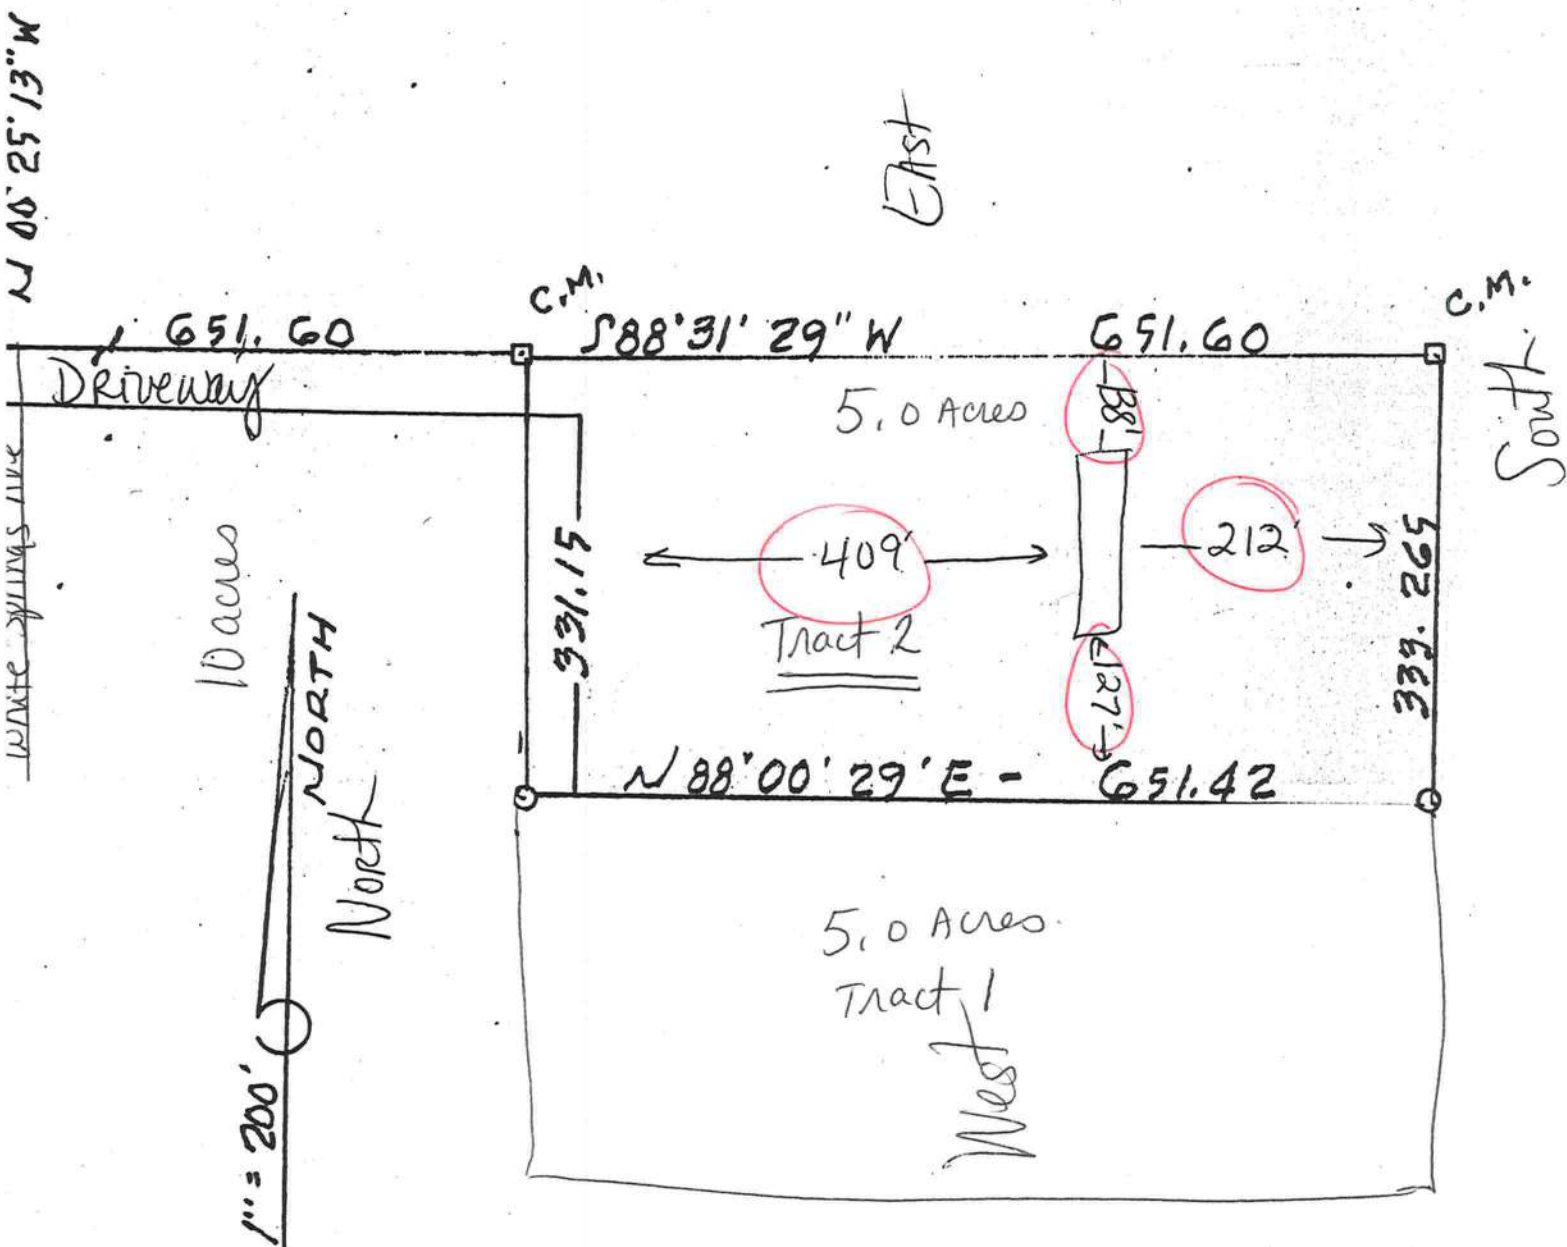 N 00° 25' 13" W
East
C.M.
C.M.
651.60
S88° 31' 29" W
651.60
South
Driveway
5.0 Acres
10 acres
331.15
409'
212'
333.265
Tract 2
127'
NORTH
North
N 88° 00' 29' E -
651.42
5.0 Acres
Tract 1
West
1" = 200'